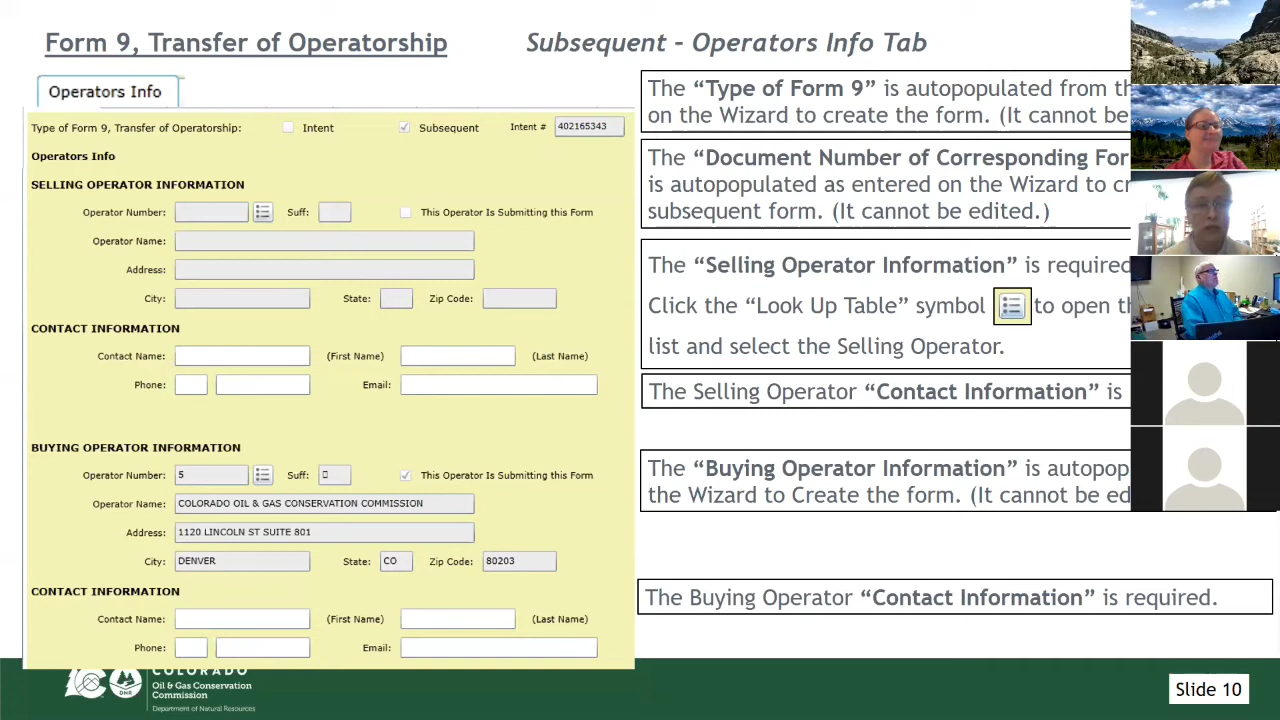 Form 9, Transfer of Operatorship
Subsequent – Operators Info Tab
Operators Info
Type of Form 9, Transfer of Operatorship: Intent Subsequent Intent # 402165343
Operators Info
SELLING OPERATOR INFORMATION
Operator Number: Suff: This Operator Is Submitting this Form
Operator Name:
Address:
City: State: Zip Code:
CONTACT INFORMATION
Contact Name: (First Name) (Last Name)
Phone: Email:
BUYING OPERATOR INFORMATION
Operator Number: 5 Suff: This Operator Is Submitting this Form
Operator Name: COLORADO OIL & GAS CONSERVATION COMMISSION
Address: 1120 LINCOLN ST SUITE 801
City: DENVER State: CO Zip Code: 80203
CONTACT INFORMATION
Contact Name: (First Name) (Last Name)
Phone: Email:
The “Type of Form 9” is autopopulated from
on the Wizard to create the form. (It cannot be
The “Document Number of Corresponding
is autopopulated as entered on the Wizard to
subsequent form. (It cannot be edited.)
The “Selling Operator Information” is required
Click the “Look Up Table” symbol to open
list and select the Selling Operator.
The Selling Operator “Contact Information” is
The “Buying Operator Information” is
the Wizard to Create the form. (It cannot be
The Buying Operator “Contact Information” is required.
COLORADO
Oil & Gas Conservation
Commission
Department of Natural Resources
DNR
Slide 10